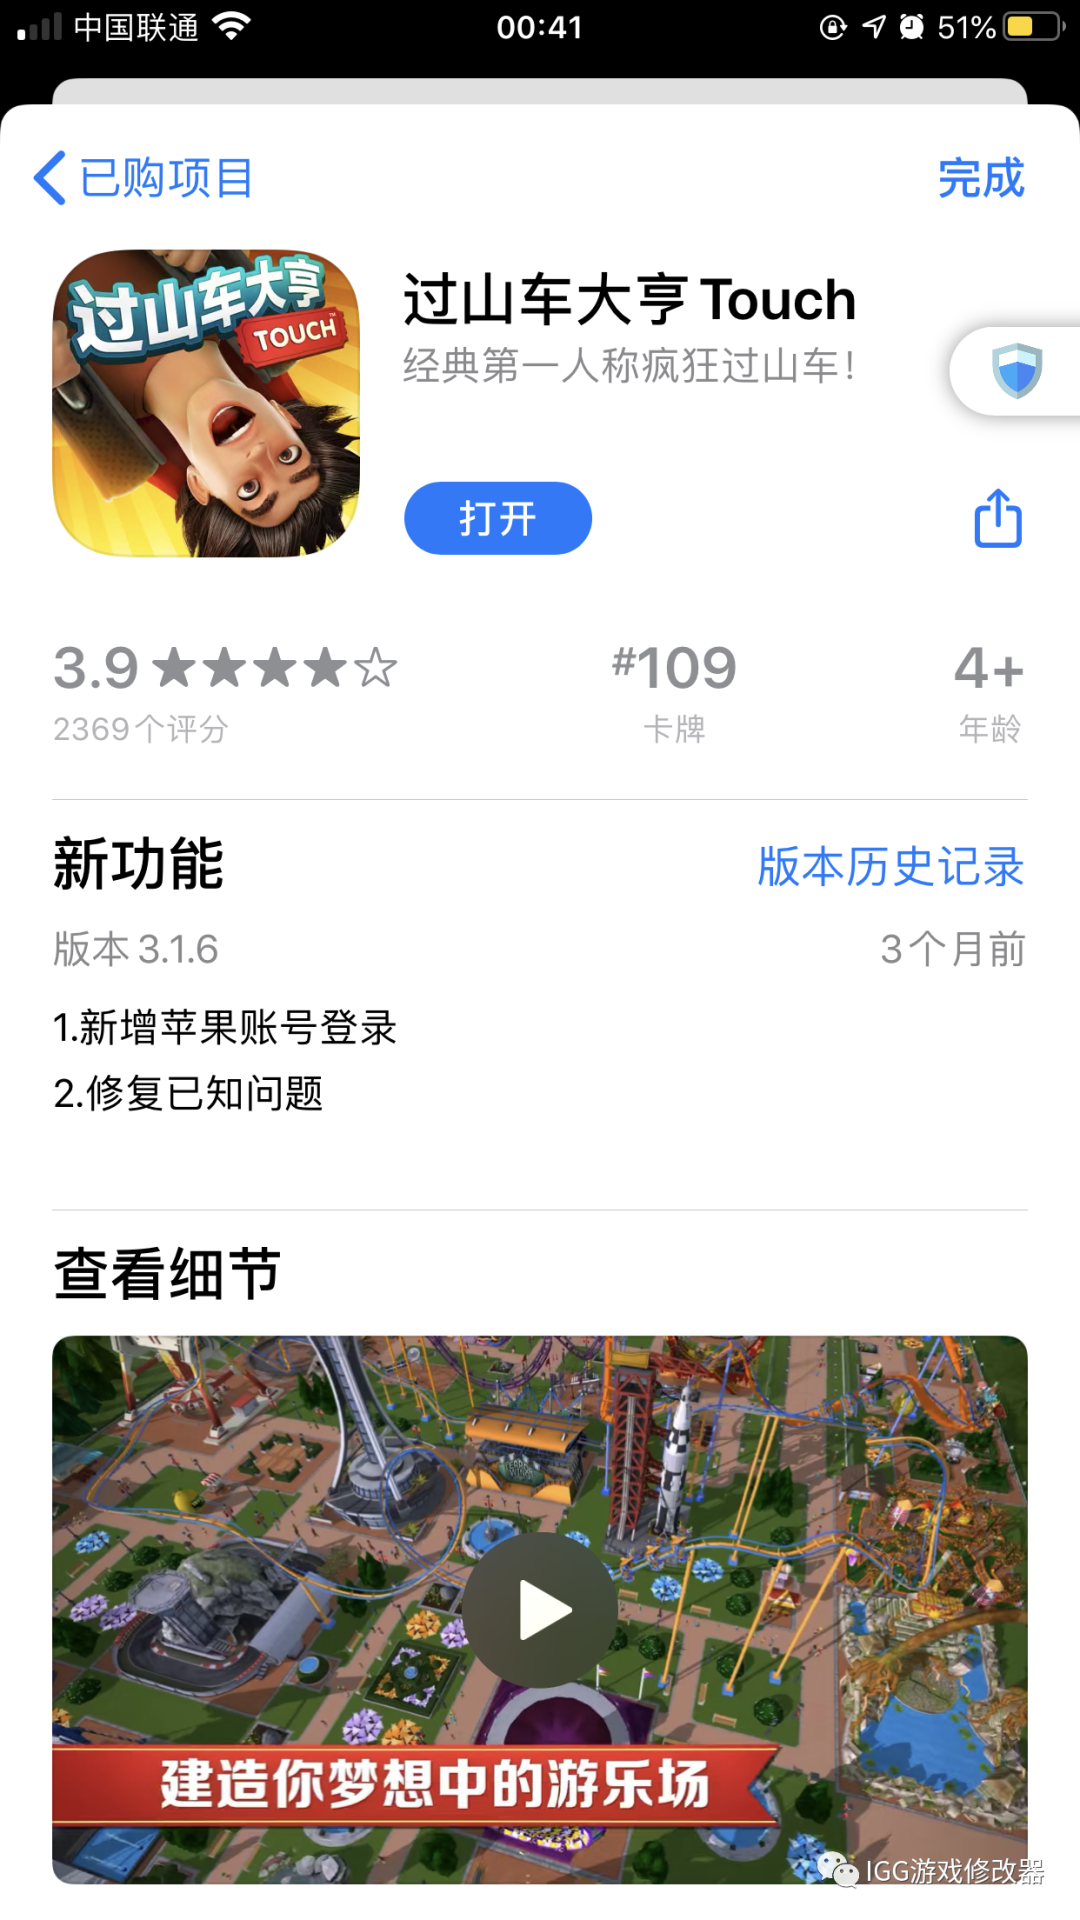 中国联通
00:41
51%
已购项目
完成
过山车大亨
TOUCH
过山车大亨 Touch
经典第一人称疯狂过山车！
打开
3.9 ★★★★☆
#109
4+
2369个评分
卡牌
年龄
新功能
版本历史记录
版本 3.1.6
3个月前
1.新增苹果账号登录
2.修复已知问题
查看细节
建造你梦想中的游乐场
IGG游戏修改器